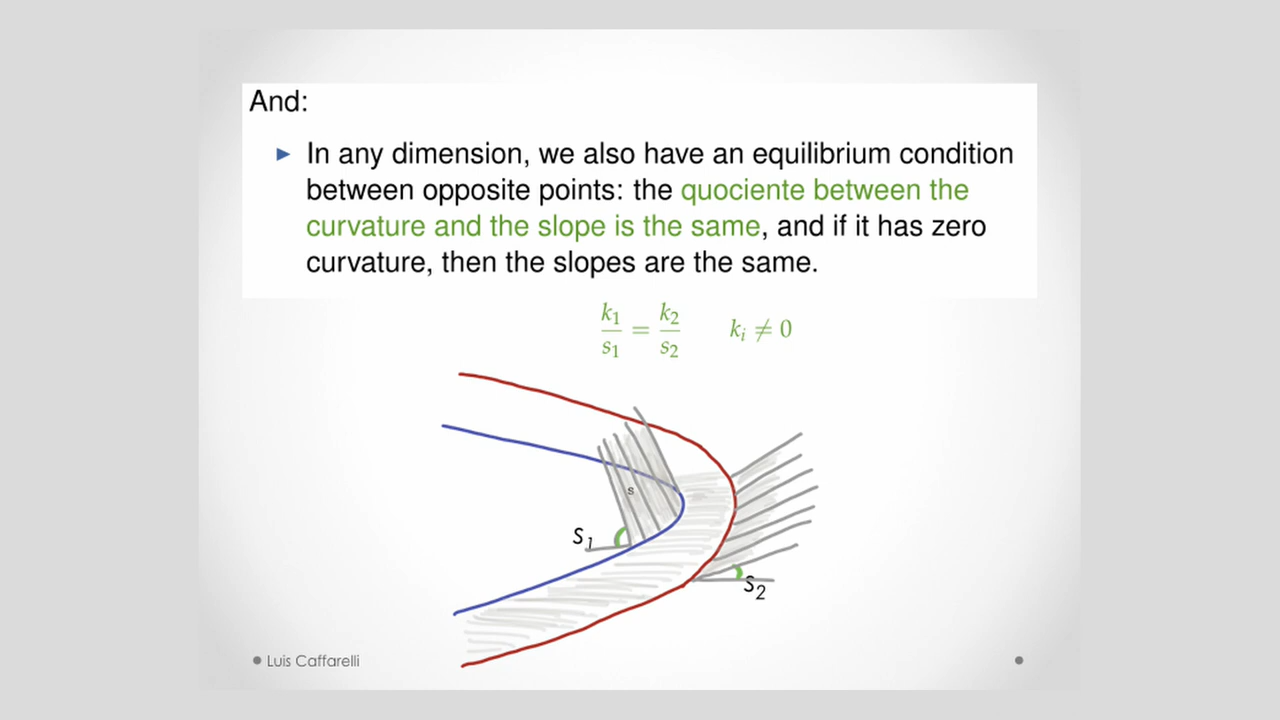 And:
► In any dimension, we also have an equilibrium condition
between opposite points: the quociente between the
curvature and the slope is the same, and if it has zero
curvature, then the slopes are the same.
k₁/s₁ = k₂/s₂ kᵢ ≠ 0
s
S₁
S₂
• Luis Caffarelli •